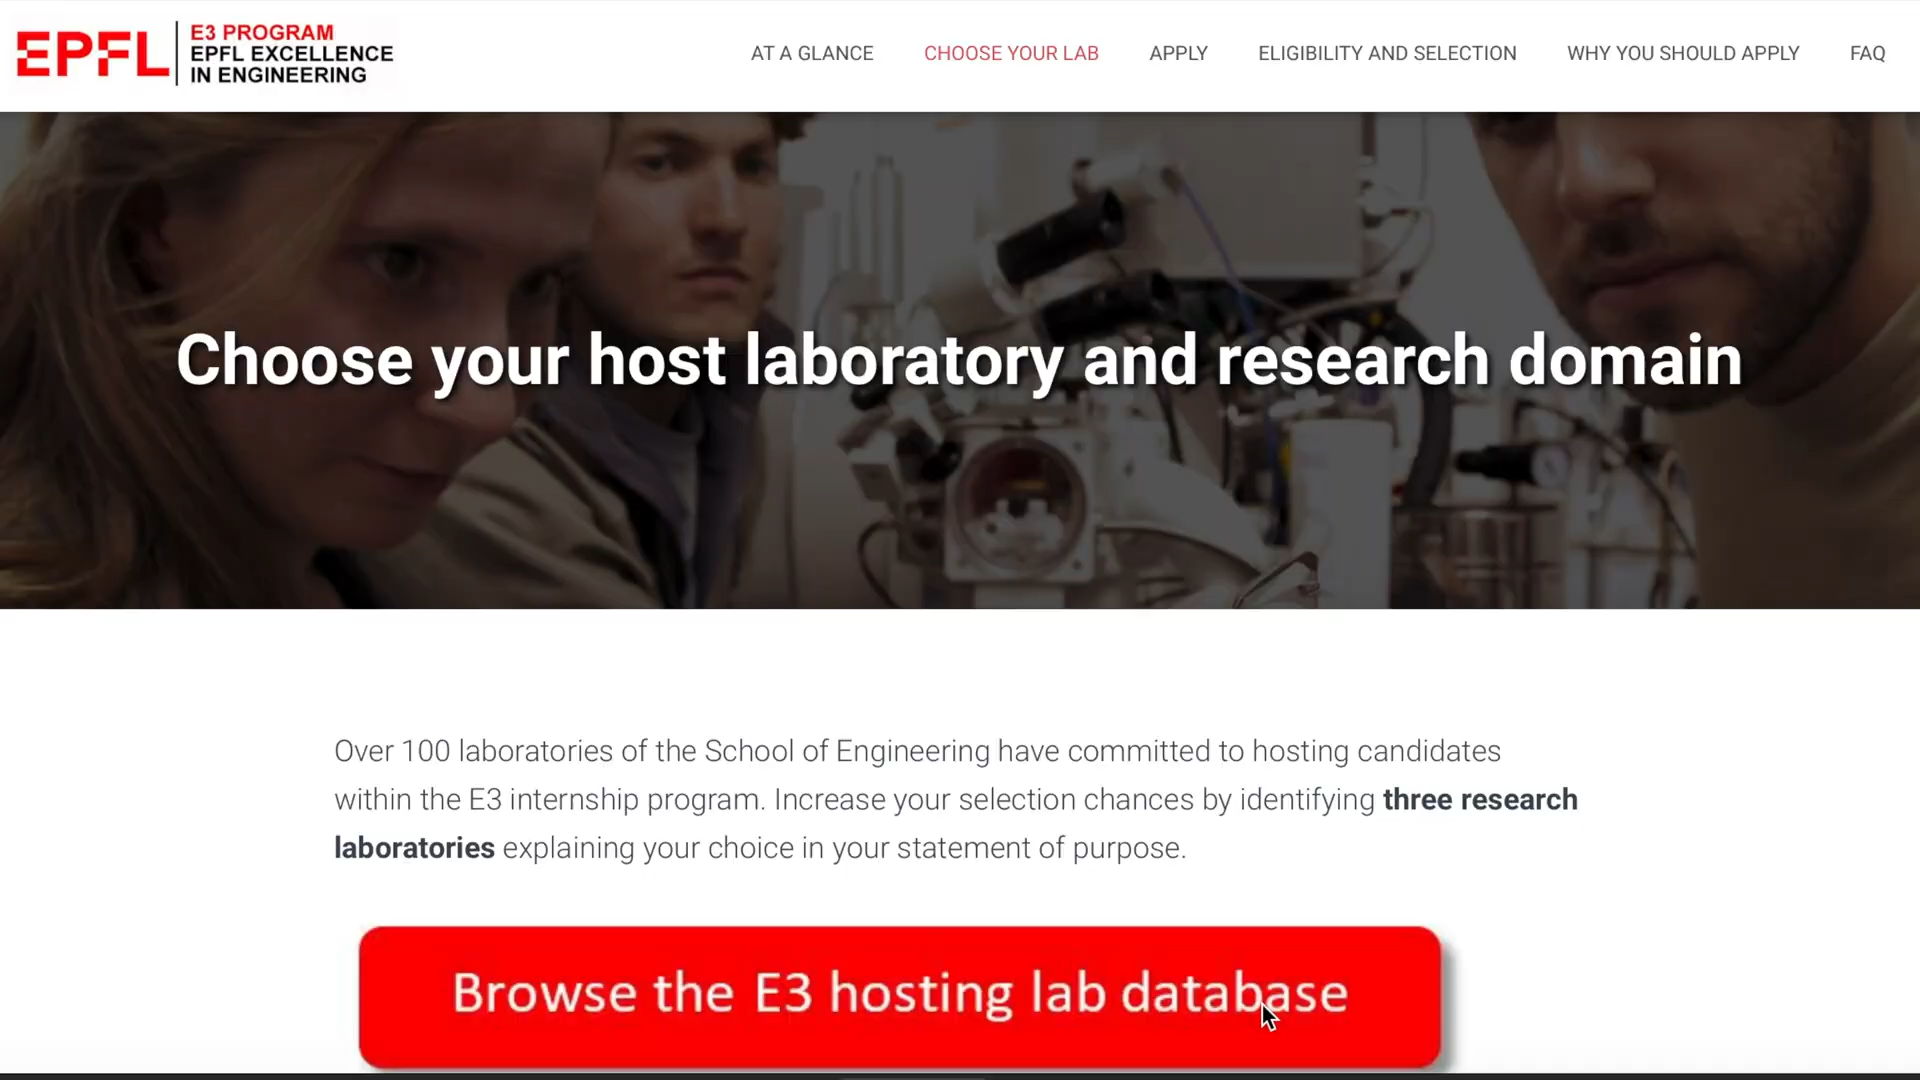 EPFL
E3 PROGRAM
EPFL EXCELLENCE
IN ENGINEERING
AT A GLANCE
CHOOSE YOUR LAB
APPLY
ELIGIBILITY AND SELECTION
WHY YOU SHOULD APPLY
FAQ
Choose your host laboratory and research domain
Over 100 laboratories of the School of Engineering have committed to hosting candidates
within the E3 internship program. Increase your selection chances by identifying three research
laboratories explaining your choice in your statement of purpose.
Browse the E3 hosting lab database